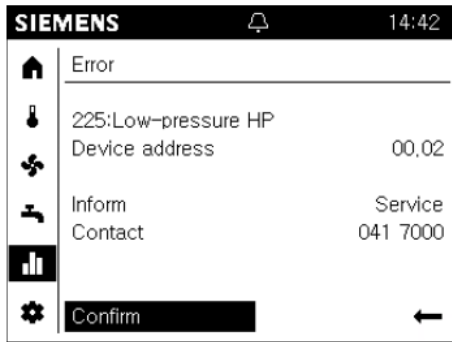 SIEMENS 14:42
Error
225:Low-pressure HP
Device address 00.02
Inform Service
Contact 041 7000
Confirm